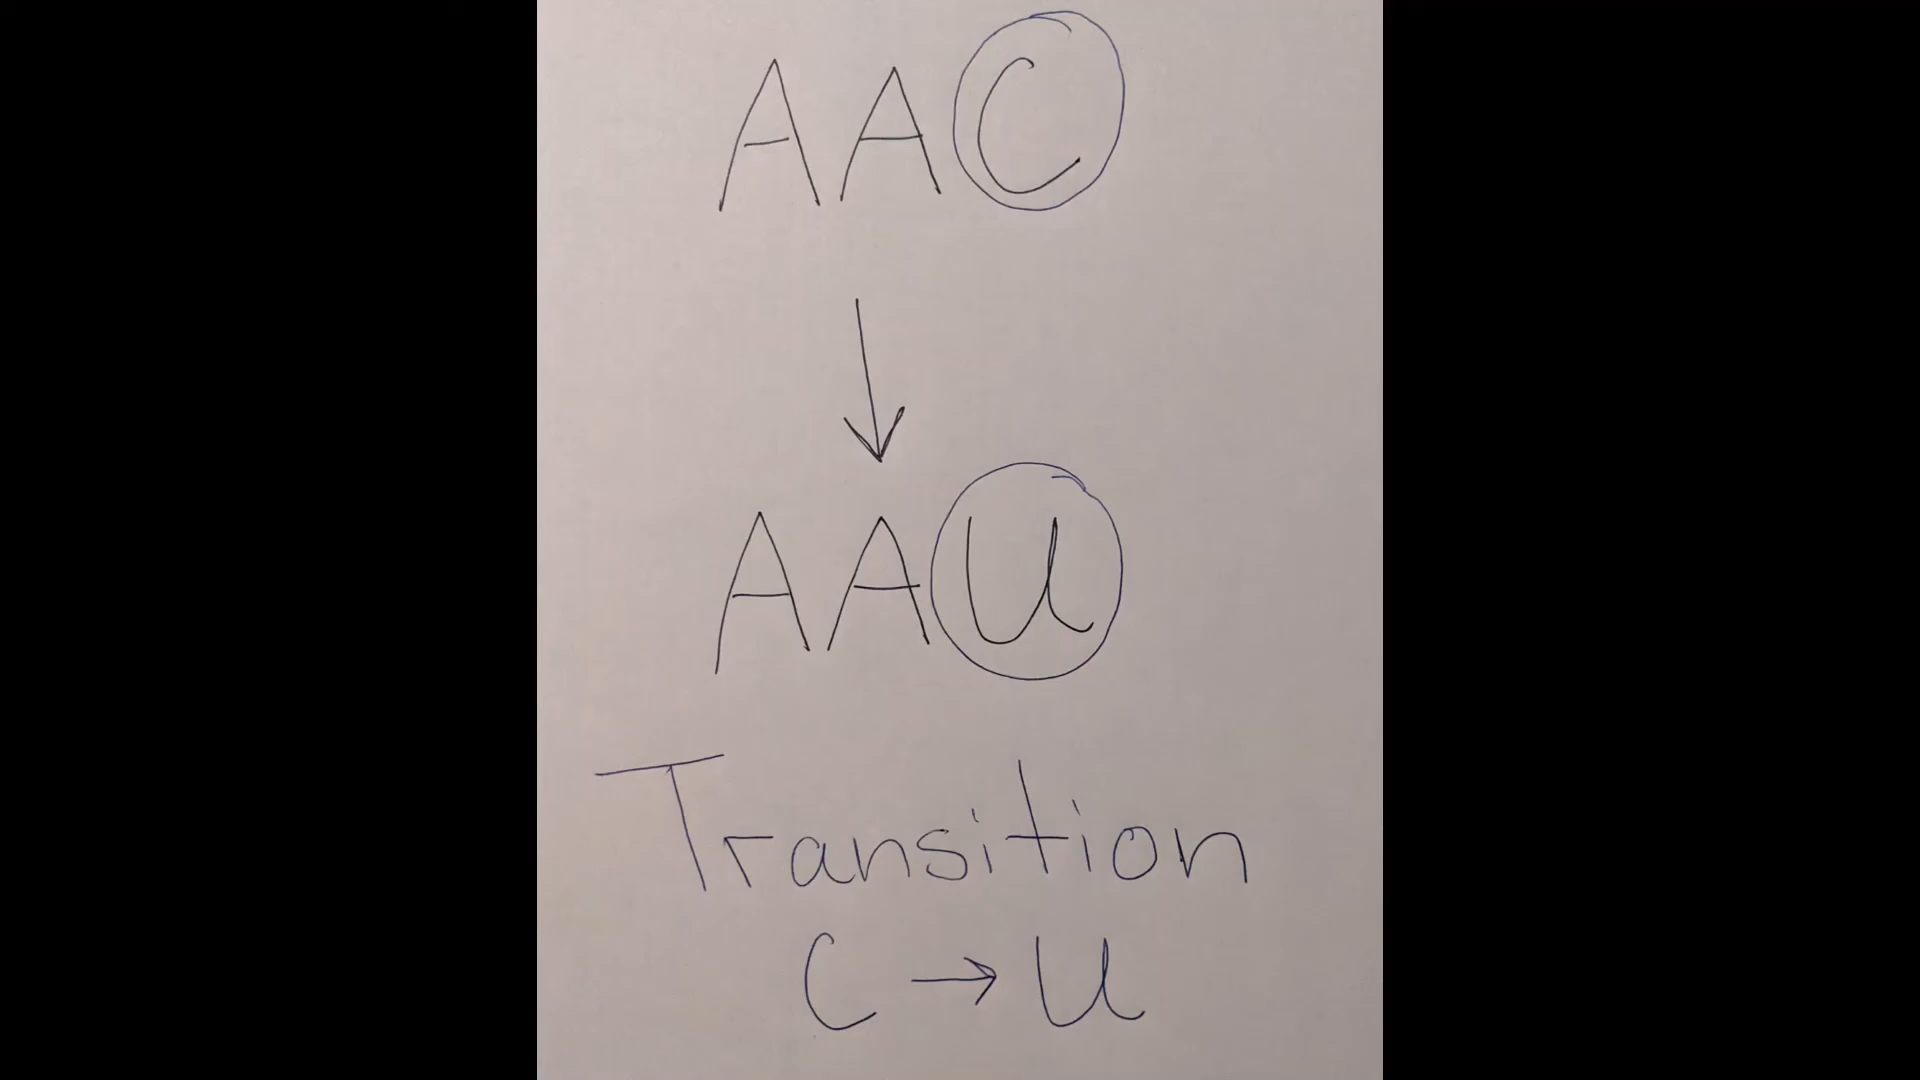 AAC
↓
AAU
Transition
C → U